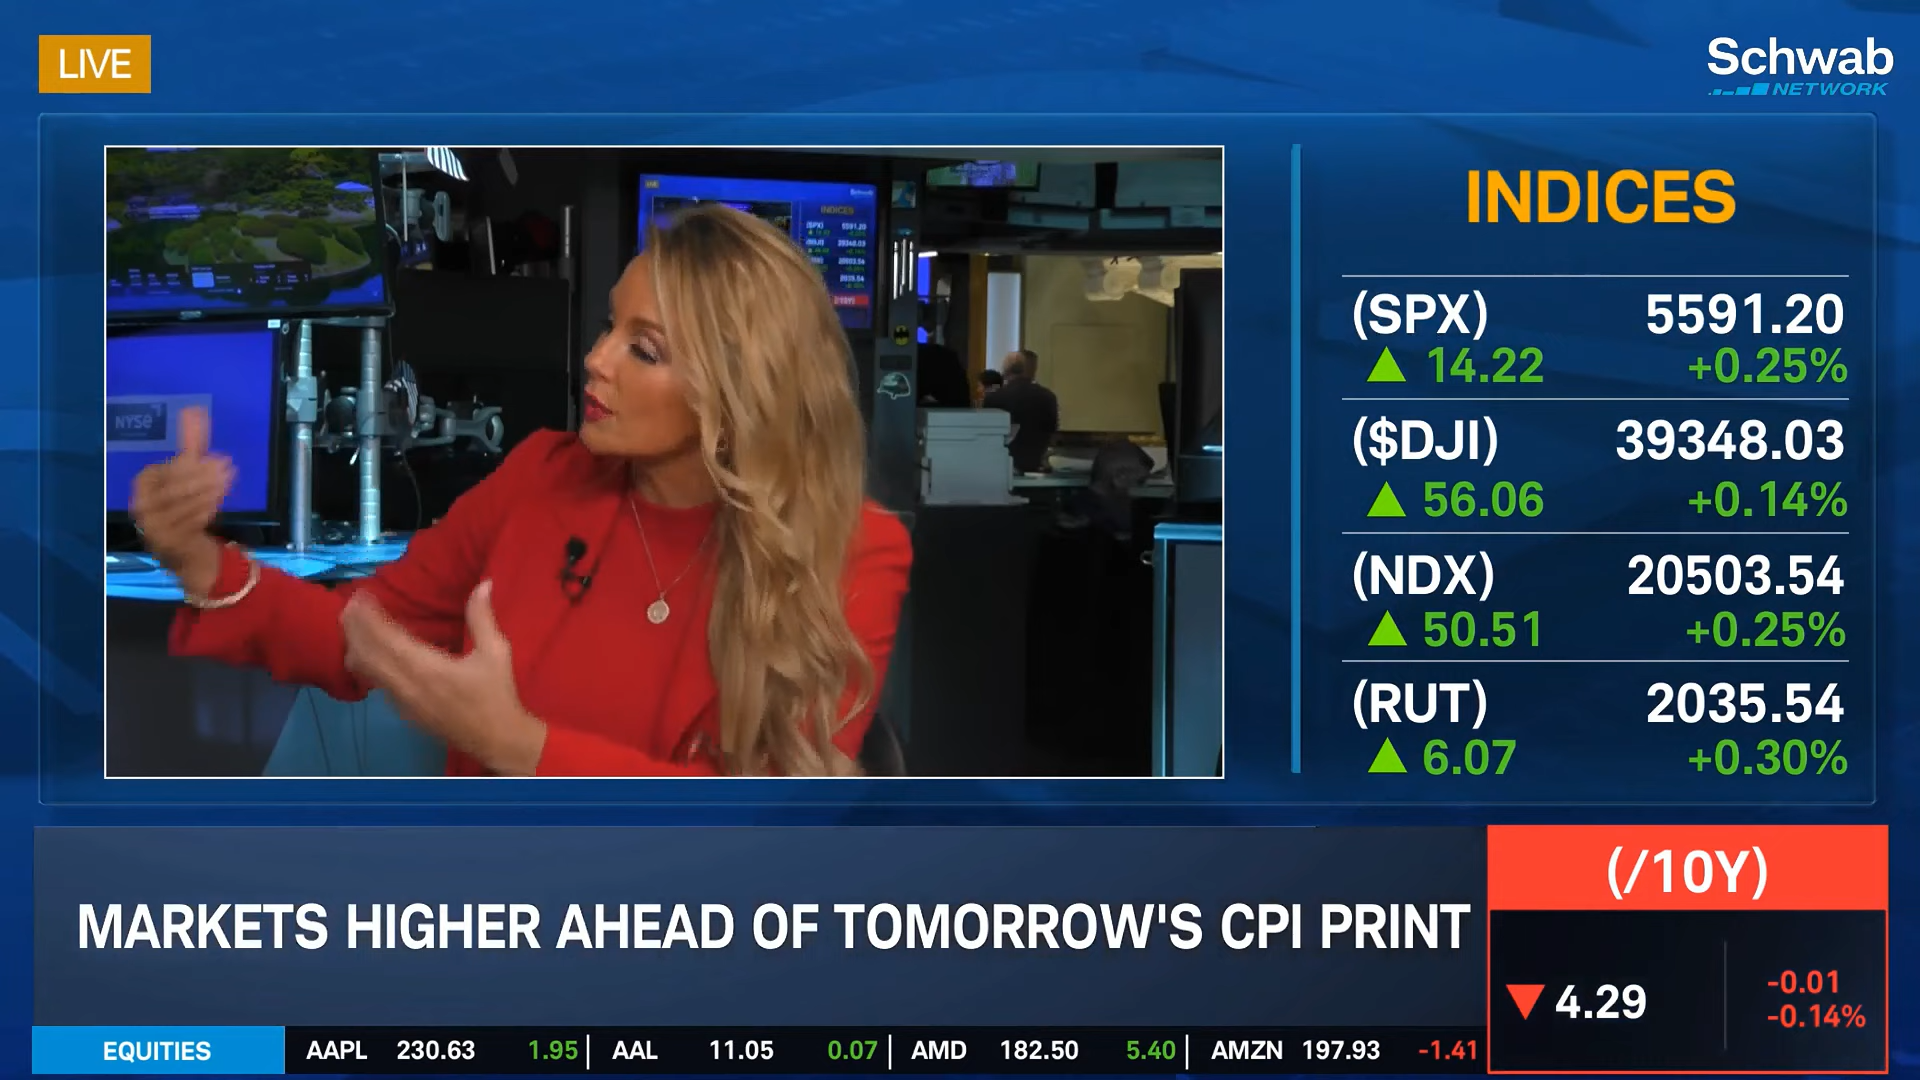 LIVE
Schwab
NETWORK
INDICES
(SPX) 5591.20
▲ 14.22 +0.25%
($DJI) 39348.03
▲ 56.06 +0.14%
(NDX) 20503.54
▲ 50.51 +0.25%
(RUT) 2035.54
▲ 6.07 +0.30%
NYSE
INDICES
MARKETS HIGHER AHEAD OF TOMORROW'S CPI PRINT
(/10Y)
▼ 4.29
-0.01
-0.14%
EQUITIES AAPL 230.63 1.95 AAL 11.05 0.07 AMD 182.50 5.40 AMZN 197.93 -1.41